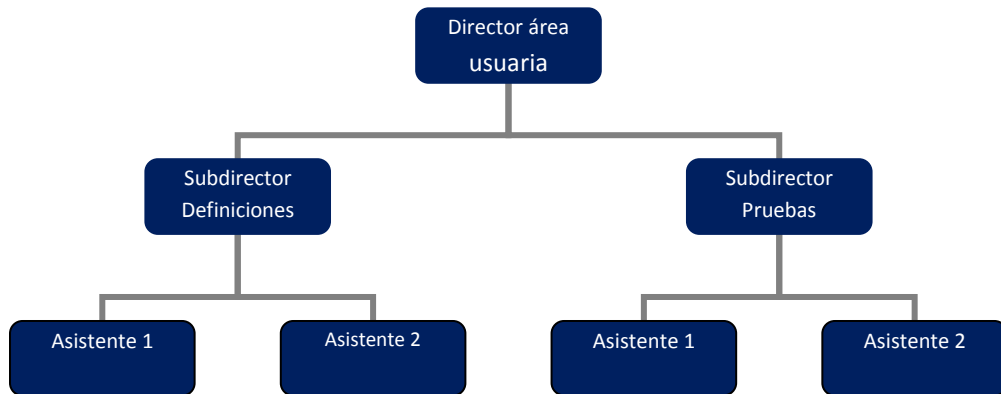 Director área
usuaria
Subdirector
Definiciones
Subdirector
Pruebas
Asistente 1
Asistente 2
Asistente 1
Asistente 2